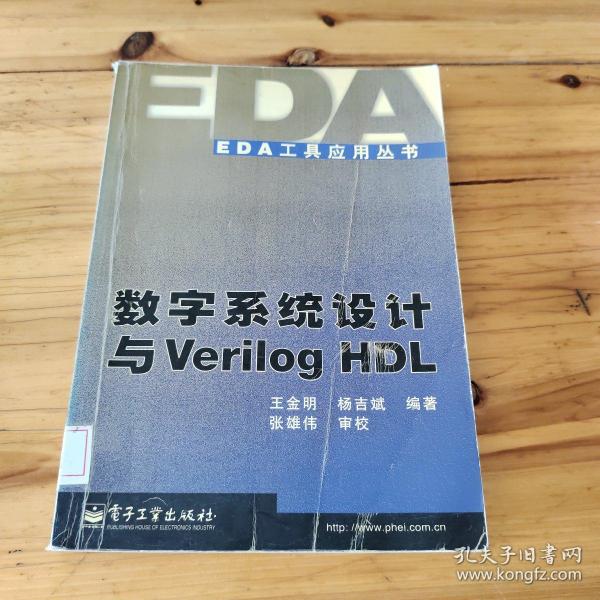 EDA
EDA工具应用丛书
数字系统设计
与Verilog HDL
王金明 杨吉斌 编著
张雄伟 审校
電子工業出版社
PUBLISHING HOUSE OF ELECTRONICS INDUSTRY
http: //www.phei.com.cn
孔夫子旧书网
www.kongfz.com